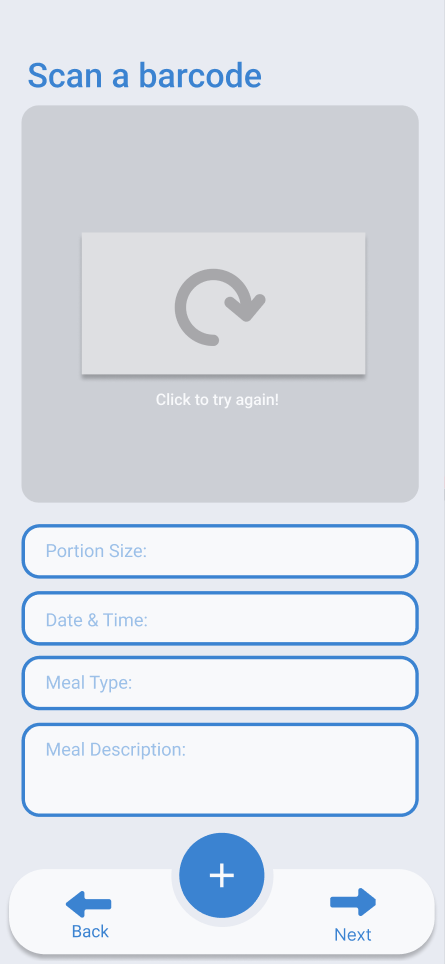 Scan a barcode
Click to try again!
Portion Size:
Date & Time:
Meal Type:
Meal Description:
+
Back
Next